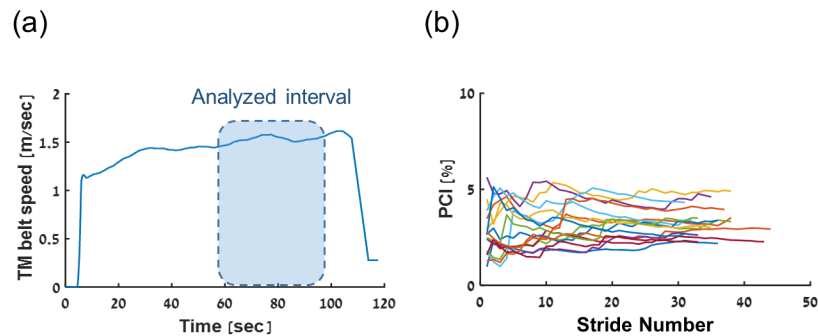 (a)
(b)
Analyzed interval
TM belt speed [m/sec]
2
1.5
1
0.5
0
0 20 40 60 80 100 120
Time [sec]
PCI [%]
10
5
0
0 10 20 30 40 50
Stride Number